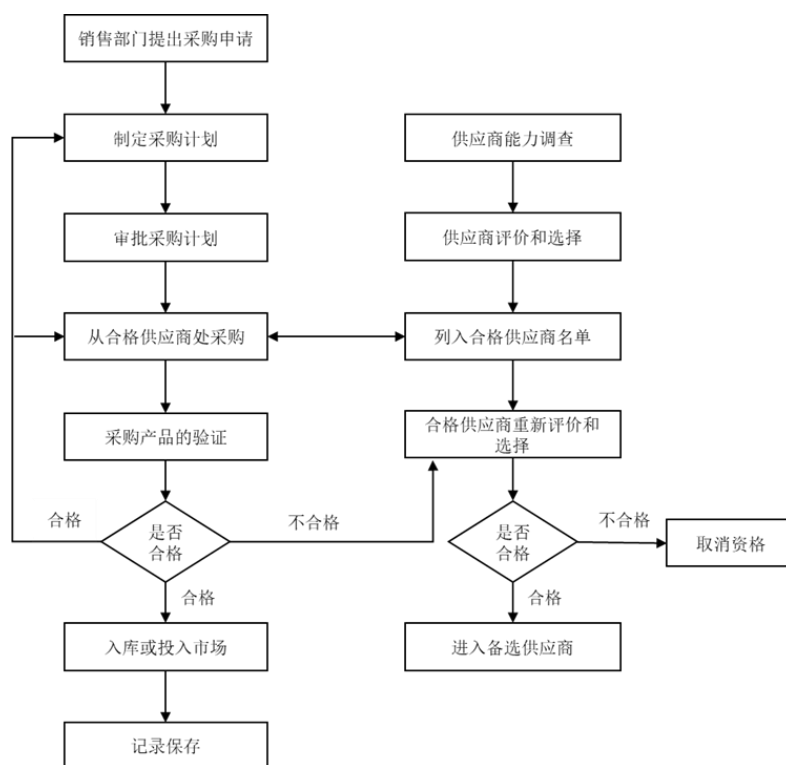 销售部门提出采购申请
制定采购计划
供应商能力调查
审批采购计划
供应商评价和选择
从合格供应商处采购
列入合格供应商名单
采购产品的验证
合格供应商重新评价和
选择
合格
是否
合格
不合格
是否
合格
不合格
取消资格
合格
合格
入库或投入市场
进入备选供应商
记录保存